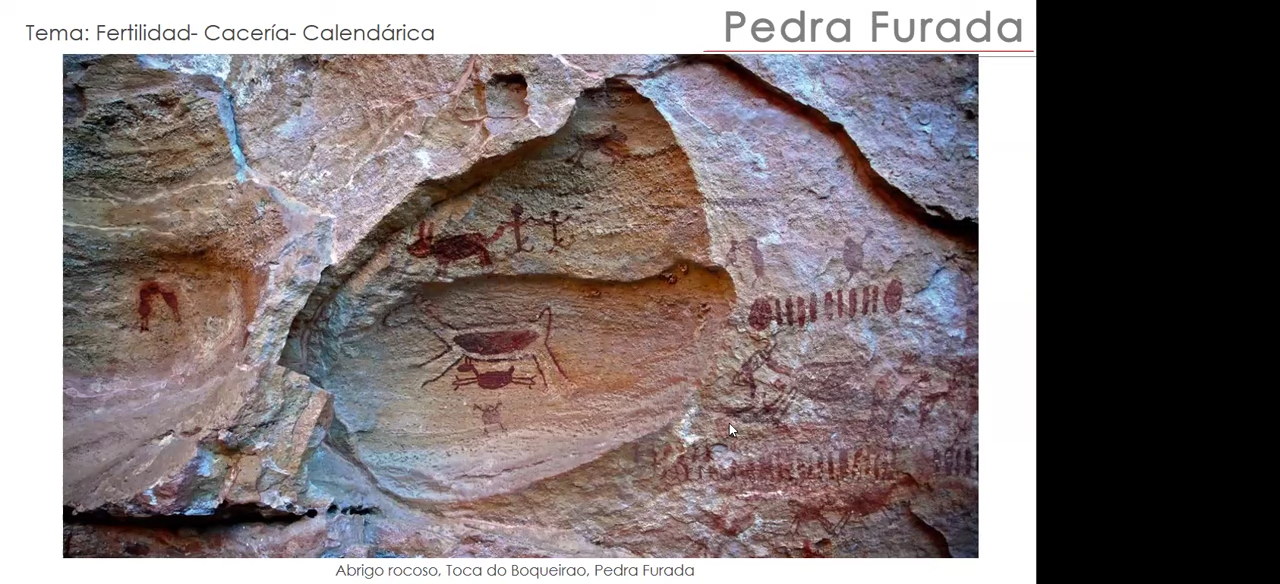 Tema: Fertilidad- Cacería- Calendárica
Pedra Furada
Abrigo rocoso, Toca do Boqueirao, Pedra Furada